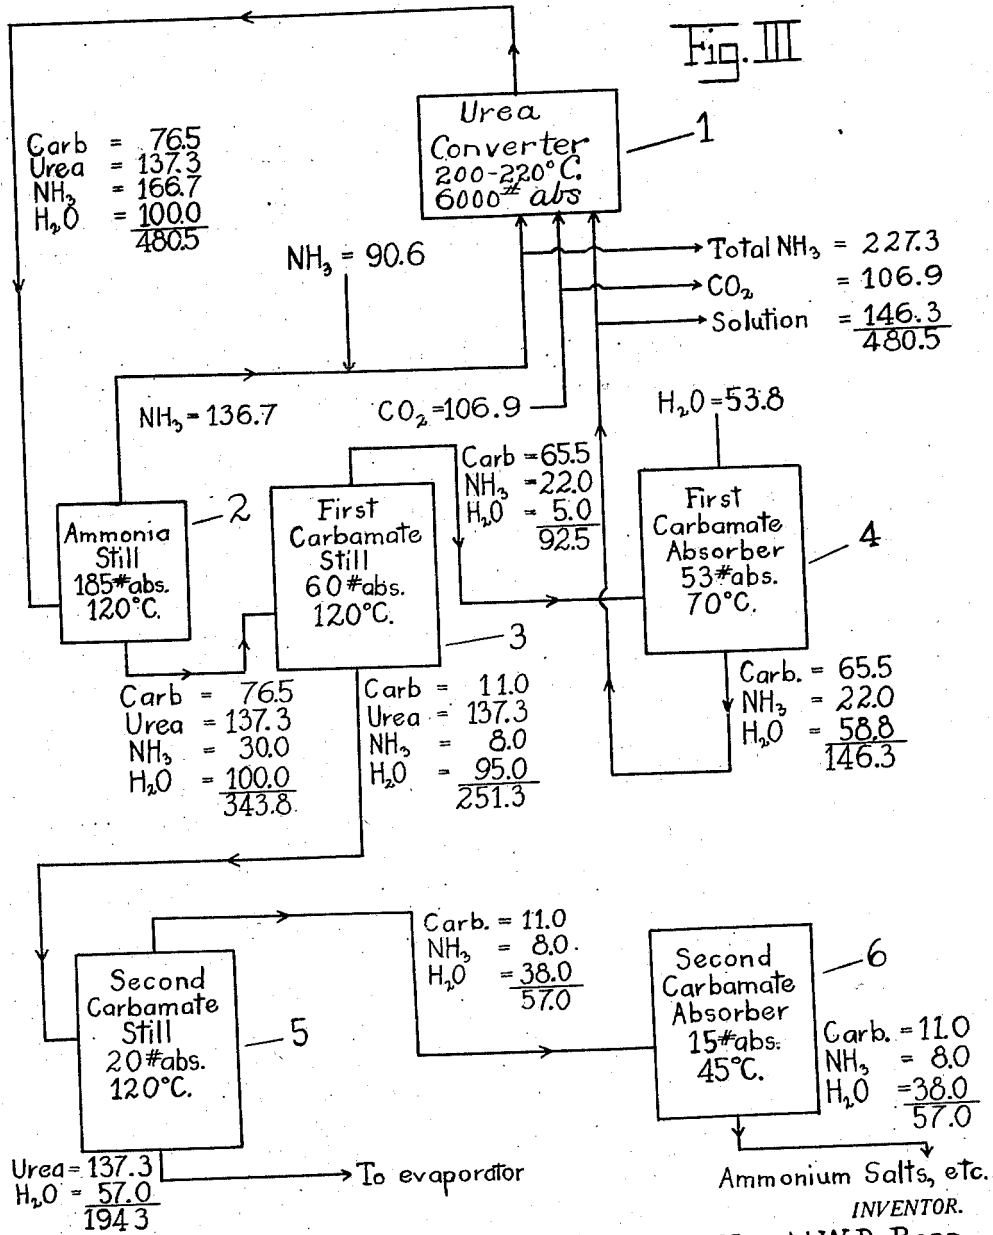 Fig. III
Urea
Converter
200-220°C.
6000# abs
1
Carb = 76.5
Urea = 137.3
NH₃ = 166.7
H₂O = 100.0
480.5
NH₃ = 90.6
Total NH₃ = 227.3
CO₂ = 106.9
Solution = 146.3
480.5
NH₃ = 136.7
CO₂ = 106.9
H₂O = 53.8
Carb = 65.5
NH₃ = 22.0
H₂O = 5.0
92.5
Ammonia
Still
185# abs.
120°C.
2
First
Carbamate
Still
60# abs.
120°C.
3
First
Carbamate
Absorber
53# abs.
70°C.
4
Carb = 76.5
Urea = 137.3
NH₃ = 30.0
H₂O = 100.0
343.8
Carb = 11.0
Urea = 137.3
NH₃ = 8.0
H₂O = 95.0
251.3
Carb. = 65.5
NH₃ = 22.0
H₂O = 58.8
146.3
Second
Carbamate
Still
20# abs.
120°C.
5
Carb. = 11.0
NH₃ = 8.0
H₂O = 38.0
57.0
Second
Carbamate
Absorber
15# abs.
45°C.
6
Carb. = 11.0
NH₃ = 8.0
H₂O = 38.0
57.0
Urea = 137.3
H₂O = 57.0
194 3
To evaporator
Ammonium Salts, etc.
INVENTOR.